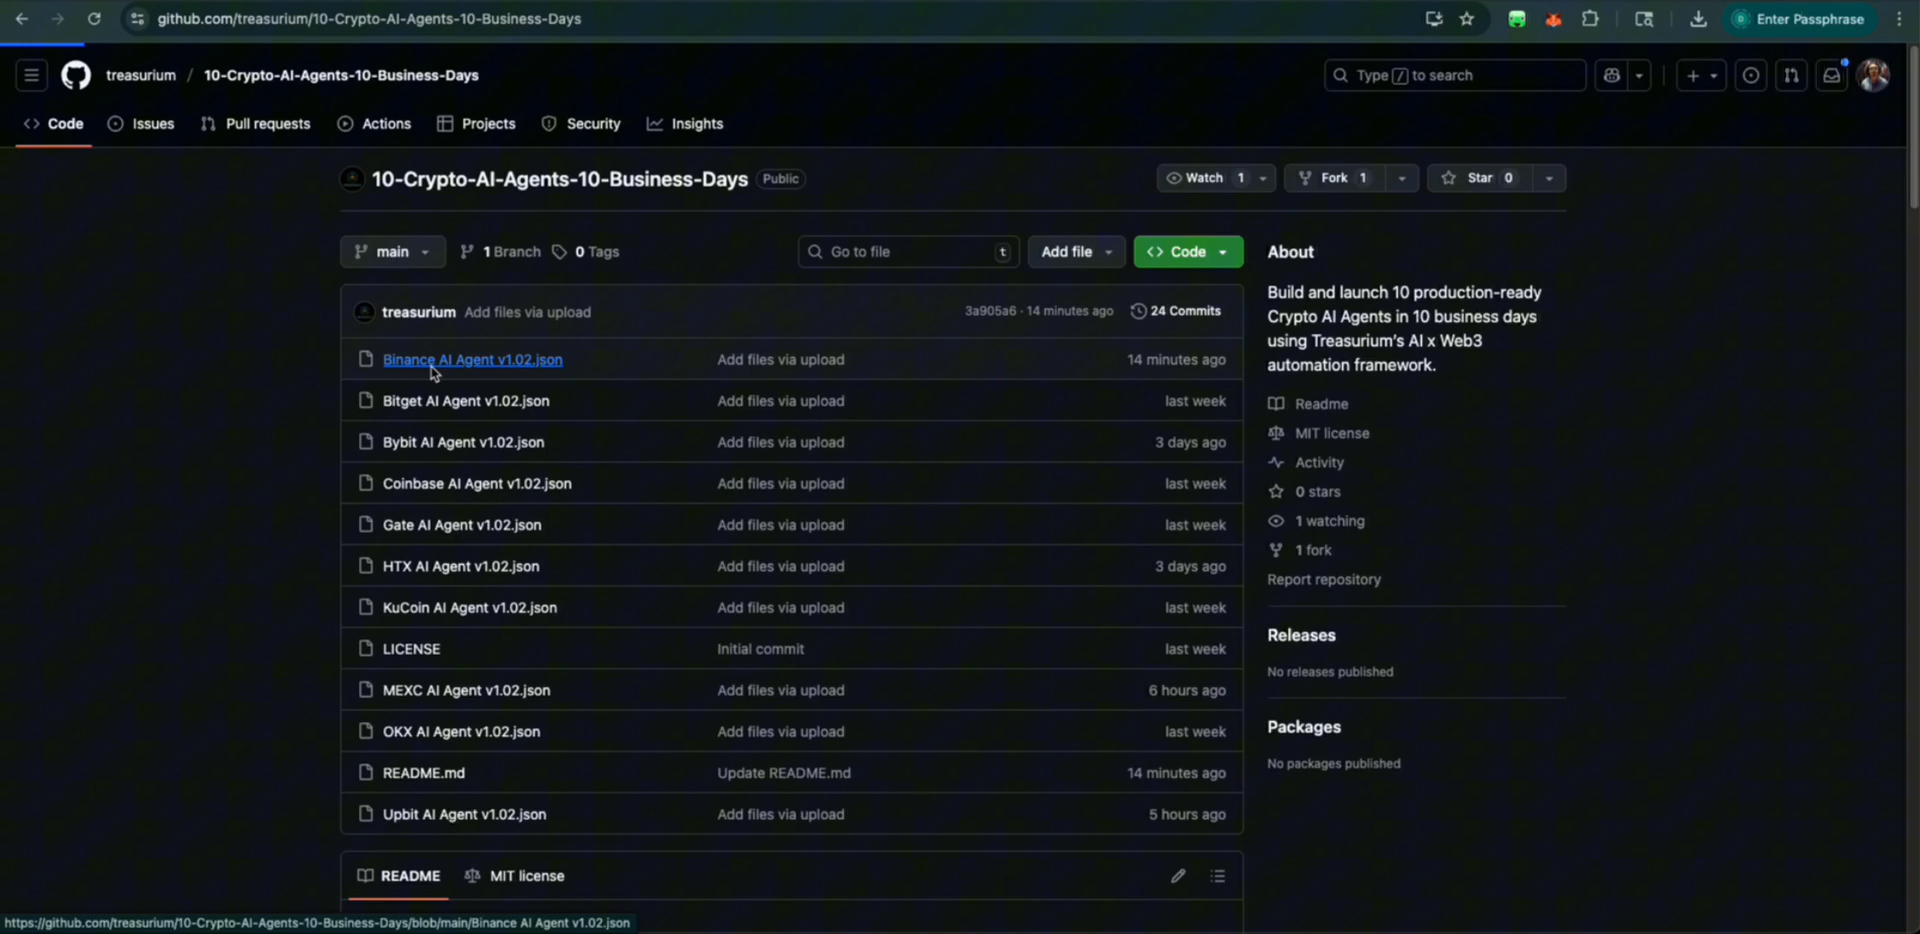 github.com/treasurium/10-Crypto-AI-Agents-10-Business-Days
Enter Passphrase
treasurium / 10-Crypto-AI-Agents-10-Business-Days
Type / to search
Code Issues Pull requests Actions Projects Security Insights
10-Crypto-AI-Agents-10-Business-Days Public
Watch 1 Fork 1 Star 0
main 1 Branch 0 Tags Go to file t Add file Code
treasurium Add files via upload 3a905a6 · 14 minutes ago 24 Commits
Binance AI Agent v1.02.json Add files via upload 14 minutes ago
Bitget AI Agent v1.02.json Add files via upload last week
Bybit AI Agent v1.02.json Add files via upload 3 days ago
Coinbase AI Agent v1.02.json Add files via upload last week
Gate AI Agent v1.02.json Add files via upload last week
HTX AI Agent v1.02.json Add files via upload 3 days ago
KuCoin AI Agent v1.02.json Add files via upload last week
LICENSE Initial commit last week
MEXC AI Agent v1.02.json Add files via upload 6 hours ago
OKX AI Agent v1.02.json Add files via upload last week
README.md Update README.md 14 minutes ago
Upbit AI Agent v1.02.json Add files via upload 5 hours ago
README MIT license
About
Build and launch 10 production-ready
Crypto AI Agents in 10 business days
using Treasurium's AI x Web3
automation framework.
Readme
MIT license
Activity
0 stars
1 watching
1 fork
Report repository
Releases
No releases published
Packages
No packages published
https://github.com/treasurium/10-Crypto-AI-Agents-10-Business-Days/blob/main/Binance AI Agent v1.02.json